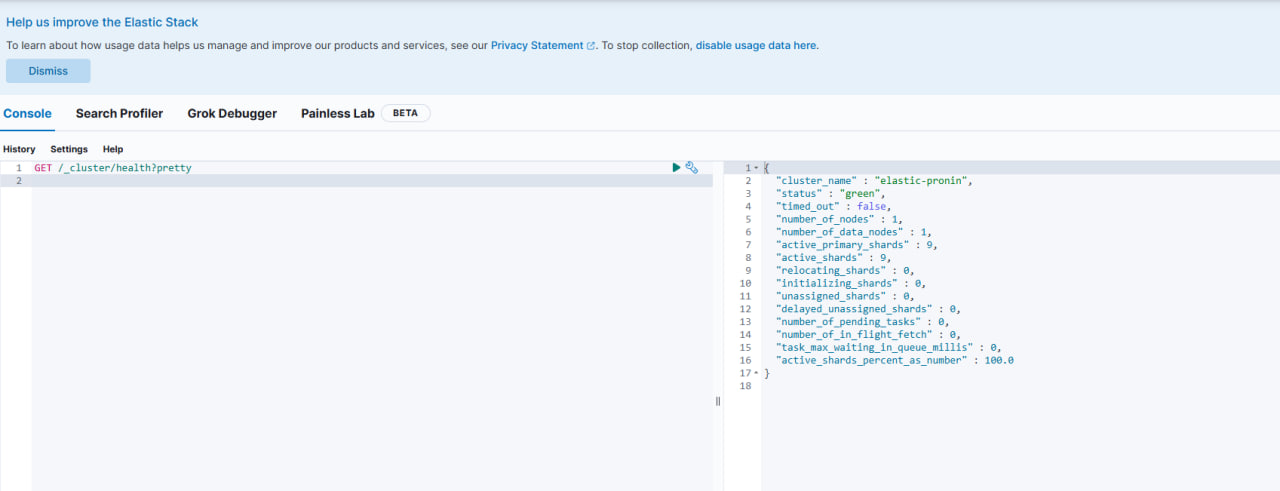 Help us improve the Elastic Stack
To learn about how usage data helps us manage and improve our products and services, see our Privacy Statement. To stop collection, disable usage data here.
Dismiss
Console Search Profiler Grok Debugger Painless Lab BETA
History Settings Help
1 GET /_cluster/health?pretty
2
1 {
2 "cluster_name" : "elastic-pronin",
3 "status" : "green",
4 "timed_out" : false,
5 "number_of_nodes" : 1,
6 "number_of_data_nodes" : 1,
7 "active_primary_shards" : 9,
8 "active_shards" : 9,
9 "relocating_shards" : 0,
10 "initializing_shards" : 0,
11 "unassigned_shards" : 0,
12 "delayed_unassigned_shards" : 0,
13 "number_of_pending_tasks" : 0,
14 "number_of_in_flight_fetch" : 0,
15 "task_max_waiting_in_queue_millis" : 0,
16 "active_shards_percent_as_number" : 100.0
17 }
18